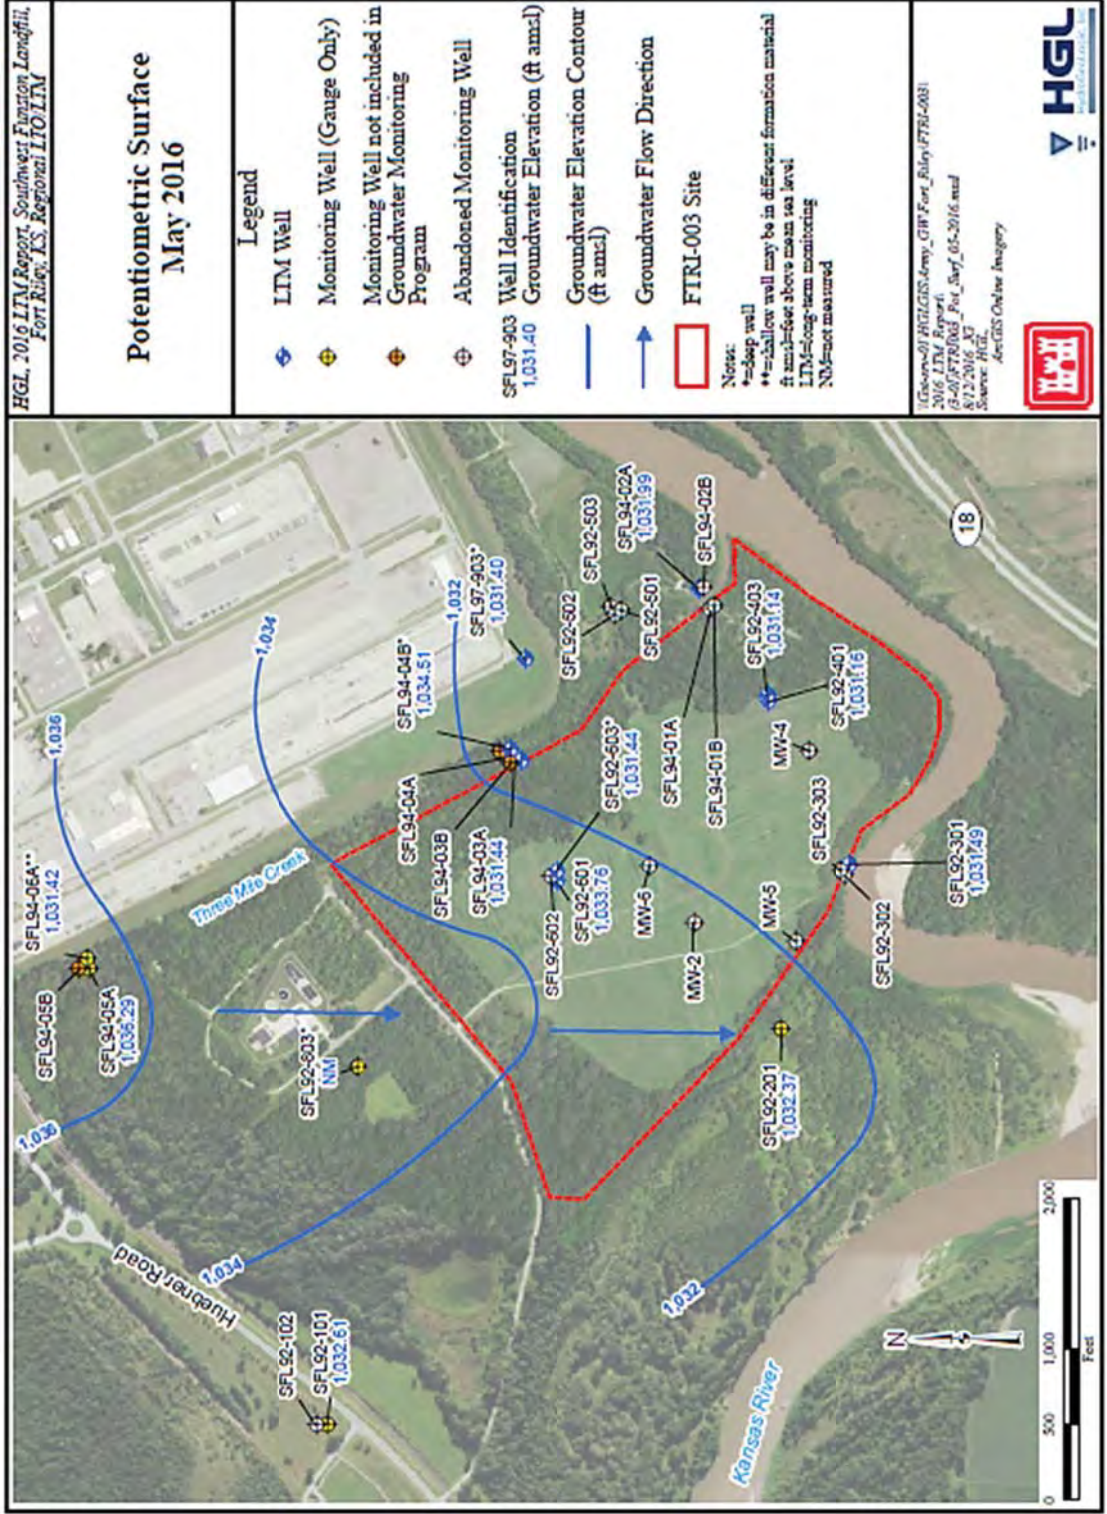 HGL, 2016 LTM Report, Southwest Funston Landfill,
Fort Riley, KS, Regional LTO/LTM
Potentiometric Surface
May 2016
Legend
LTM Well
Monitoring Well (Gauge Only)
Monitoring Well not included in
Groundwater Monitoring
Program
Abandoned Monitoring Well
SFL97-903
1,031.40
Well Identification
Groundwater Elevation (ft amsl)
Groundwater Elevation Contour
(ft amsl)
Groundwater Flow Direction
FTRI-003 Site
Notes:
*=deep well
**=shallow well may be in different formation material
ft amsl=feet above mean sea level
LTM=long-term monitoring
NM=not measured
2016 LTM Report\
8/12/2016 JG
Source: HGL,
ArcGIS Online Imagery
HGL
1,036
SFL94-06A**
1,031.42
SFL94-05B
SFL94-05A
1,036.29
1,036
Three Mile Creek
1,034
SFL92-803*
NM
Huebner Road
1,034
SFL92-102
SFL92-101
1,032.61
SFL94-04B*
1,034.51
1,032
SFL97-903*
1,031.40
SFL94-04A
SFL94-03B
SFL94-03A
1,031.44
SFL92-602
SFL92-601
1,033.76
SFL92-603*
1,031.44
MW-6
MW-2
SFL92-502
SFL92-503
SFL92-501
SFL94-02A
1,031.99
SFL94-02B
SFL94-01A
SFL94-01B
SFL92-403
1,031.14
SFL92-401
1,031.16
MW-4
SFL92-303
MW-5
SFL92-302
SFL92-301
1,031.49
SFL92-201
1,032.37
1,032
18
Kansas River
N
0
500
1,000
2,000
Feet